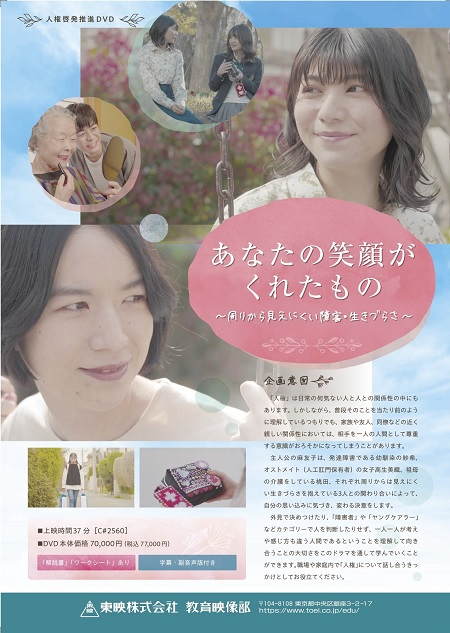 人権啓発推進DVD
あなたの笑顔が
くれたもの
～周りから見えにくい障害・生きづらさ～
企画意図
「人権」は日常の何気ない人と人との関係性の中にも
あります。しかしながら、普段そのことを当たり前のように
理解しているつもりでも、家族や友人、同僚などの近く
親しい関係性においては、相手を一人の人間として尊重
する意識がおろそかになってしまうことがあります。
主人公の麻友子は、発達障害である幼馴染の紗希、
オストメイト（人工肛門保有者）の女子高生美織、祖母
の介護をしている桃田、それぞれ周りからは見えにく
い生きづらさを抱えている3人との関わり合いによって、
自分の思い込みに気づき、変わる決意をします。
外見で決めつけたり、「障害者」や「ヤングケアラー」
などカテゴリーで人を判断したりせず、一人一人が考え
や感じ方も違う人間であるということを理解して向き
合うことの大切さをこのドラマを通して学んでいくこと
ができます。職場や家庭内で「人権」について話し合うきっ
かけとしてお役立てください。
■上映時間37分［C#2560］
■DVD本体価格 70,000円（税込77,000円）
「解説書」「ワークシート」あり
字幕・副音声版付き
東映株式会社 教育映像部
〒104-8108 東京都中央区銀座3-2-17
https://www.toei.co.jp/edu/